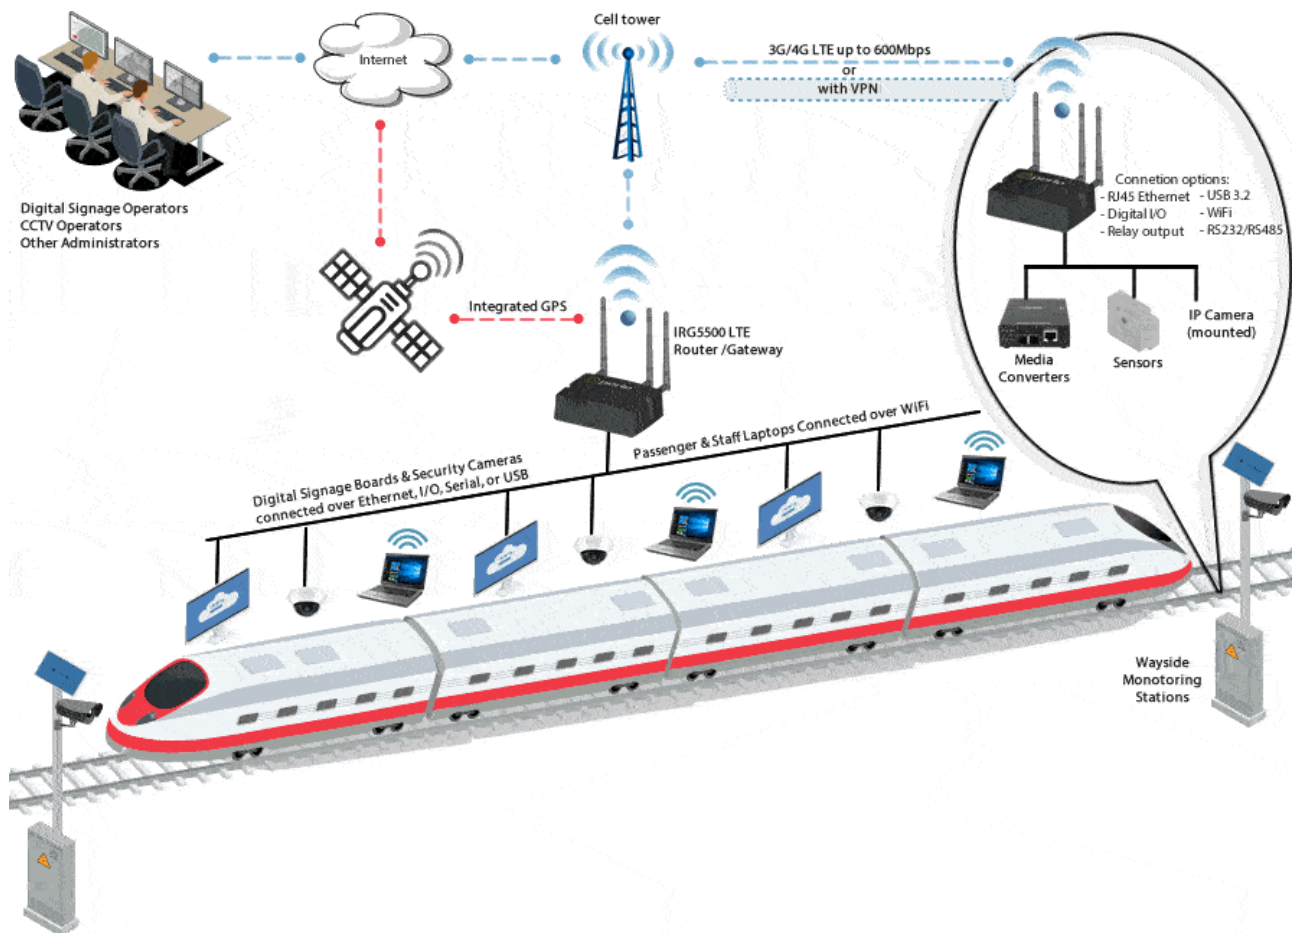 Cell tower
Internet
3G/4G LTE up to 600Mbps
or
with VPN
Digital Signage Operators
CCTV Operators
Other Administrators
Connetion options:
- RJ45 Ethernet - USB 3.2
- Digital I/O - WiFi
- Relay output - RS232/RS485
Integrated GPS
IRG5500 LTE
Router /Gateway
IP Camera
(mounted)
Media
Converters
Sensors
Digital Signage Boards & Security Cameras
connected over Ethernet, I/O, Serial, or USB
Passenger & Staff Laptops Connected over WiFi
Wayside
Monotoring
Stations